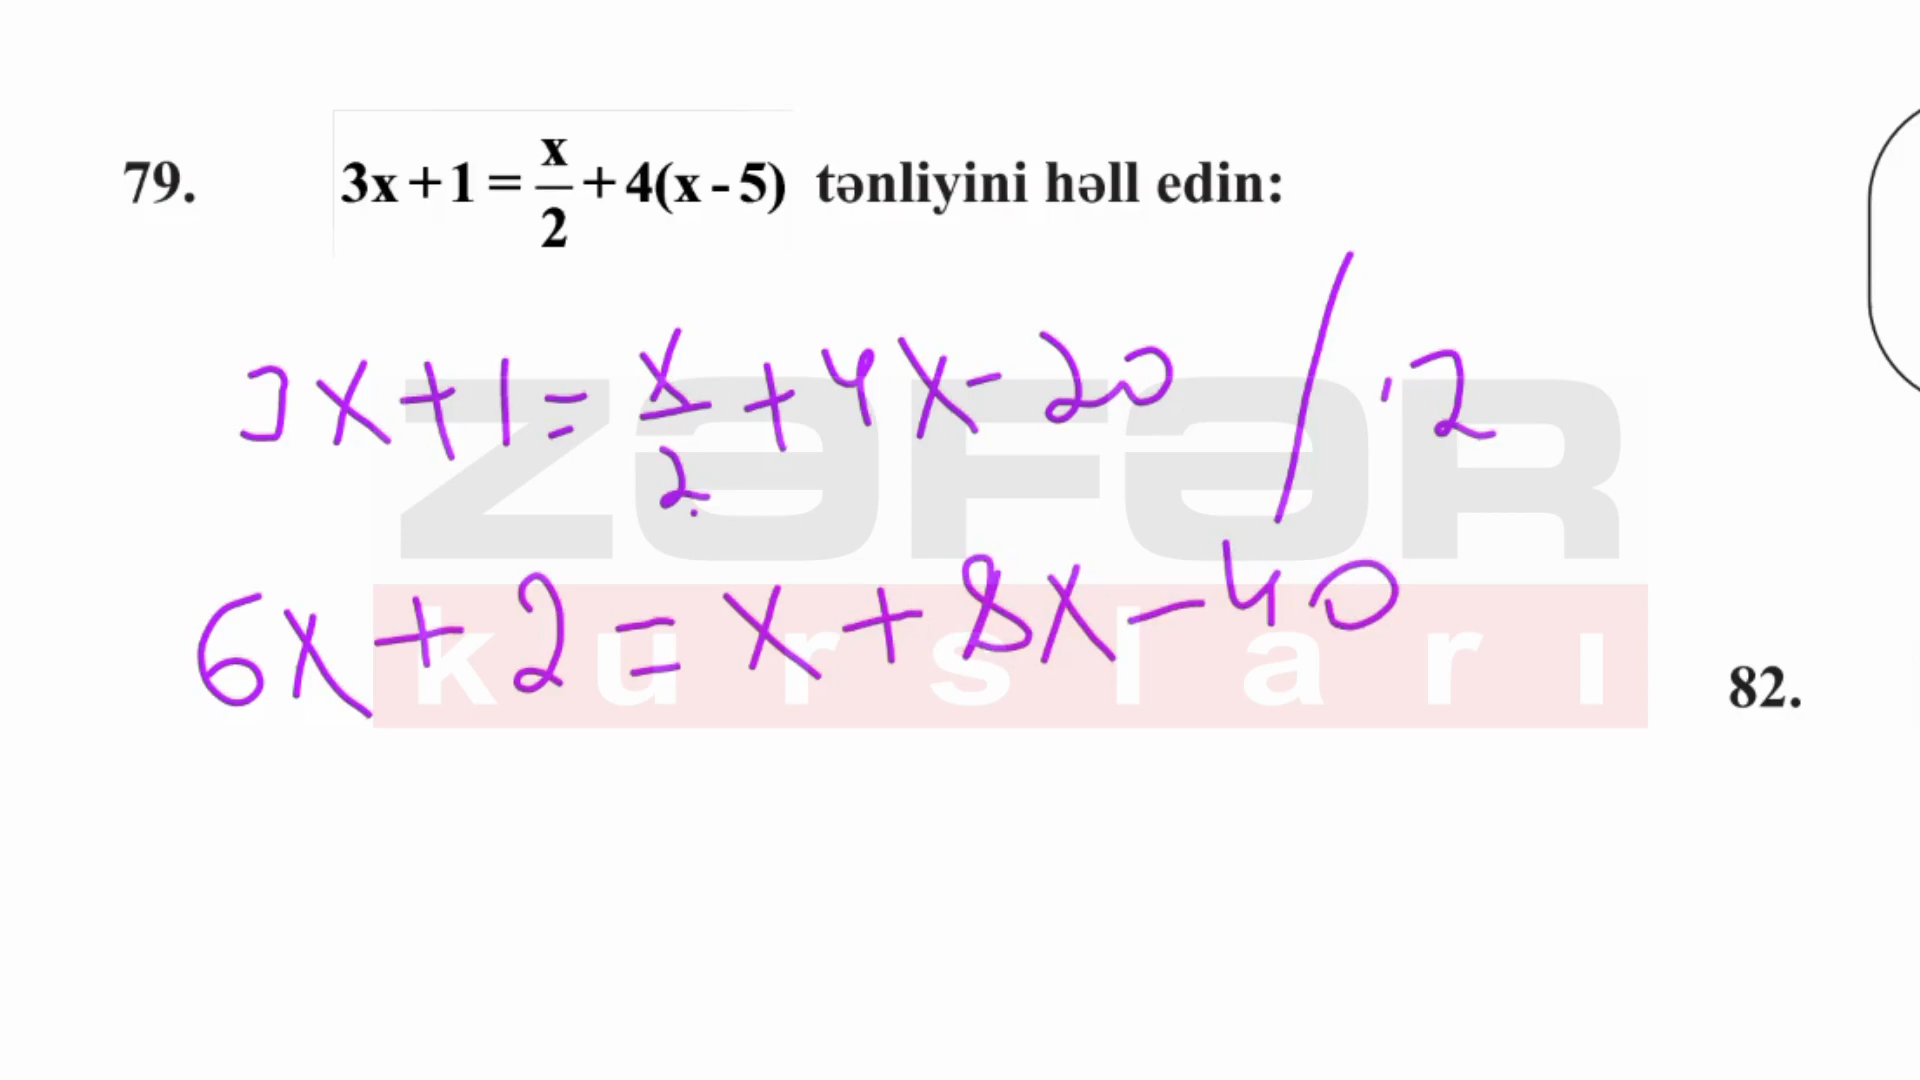 79. 3x + 1 = x/2 + 4(x - 5) tənliyini həll edin:
3x + 1 = x/2 + 4x - 20 / · 2
6x + 2 = x + 8x - 40
ZƏFƏR
kursları
82.